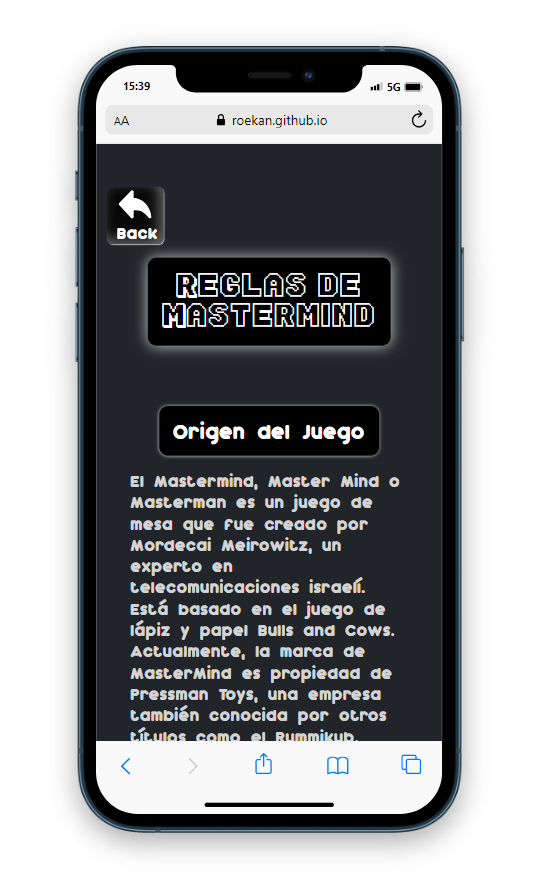 15:39
5G
AA
roekan.github.io
Back
REGLAS DE
MASTERMIND
Origen del Juego
El Mastermind, Master Mind o
Masterman es un juego de
mesa que fue creado por
Mordecai Meirowitz, un
experto en
telecomunicaciones israelí.
Está basado en el juego de
lápiz y papel Bulls and Cows.
Actualmente, la marca de
MasterMind es propiedad de
Pressman Toys, una empresa
también conocida por otros
títulos como el Rummikub.